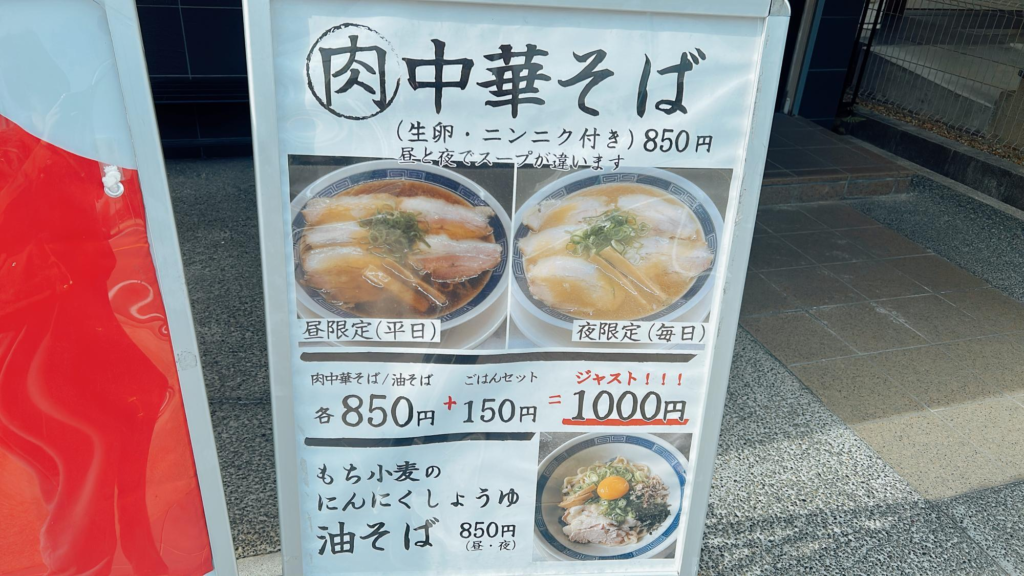 肉中華そば
(生卵・ニンニク付き)850円
昼と夜でスープが違います
昼限定(平日)
夜限定(毎日)
肉中華そば/油そば ごはんセット ジャスト!!!
各850円+150円=1000円
もち小麦の
にんにくしょうゆ
油そば 850円
(昼・夜)